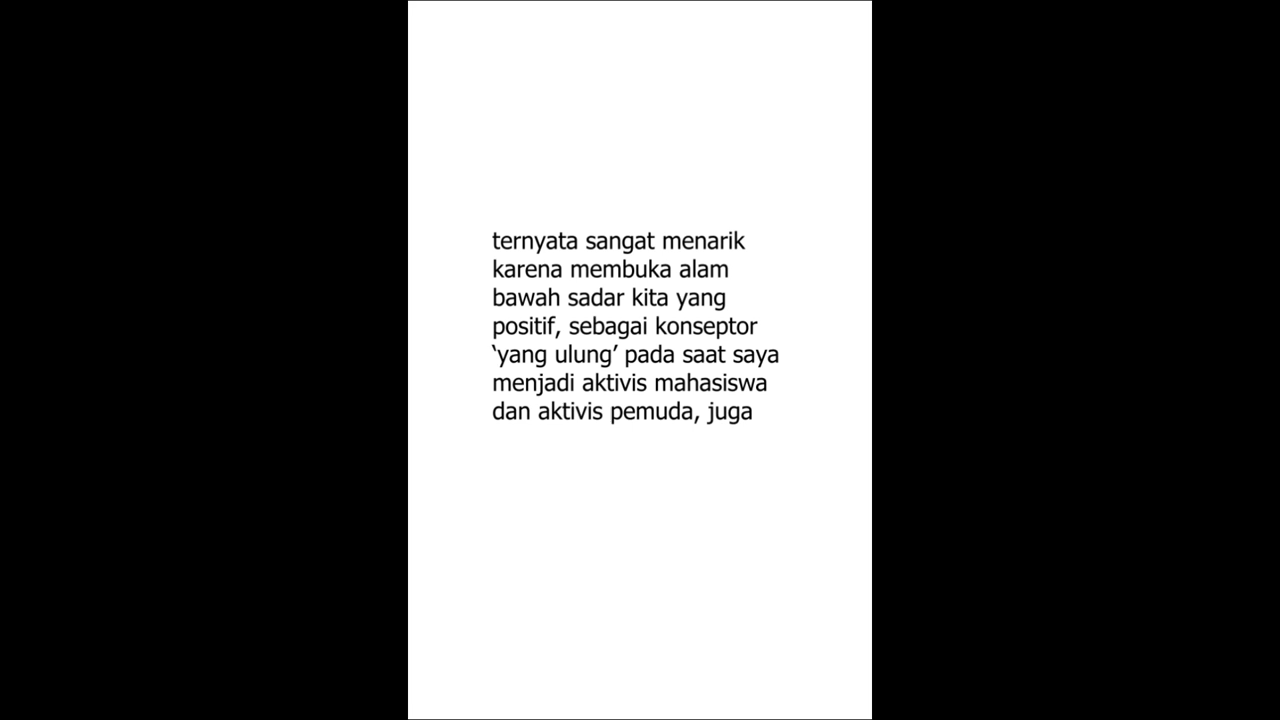 ternyata sangat menarik
karena membuka alam
bawah sadar kita yang
positif, sebagai konseptor
‘yang ulung’ pada saat saya
menjadi aktivis mahasiswa
dan aktivis pemuda, juga